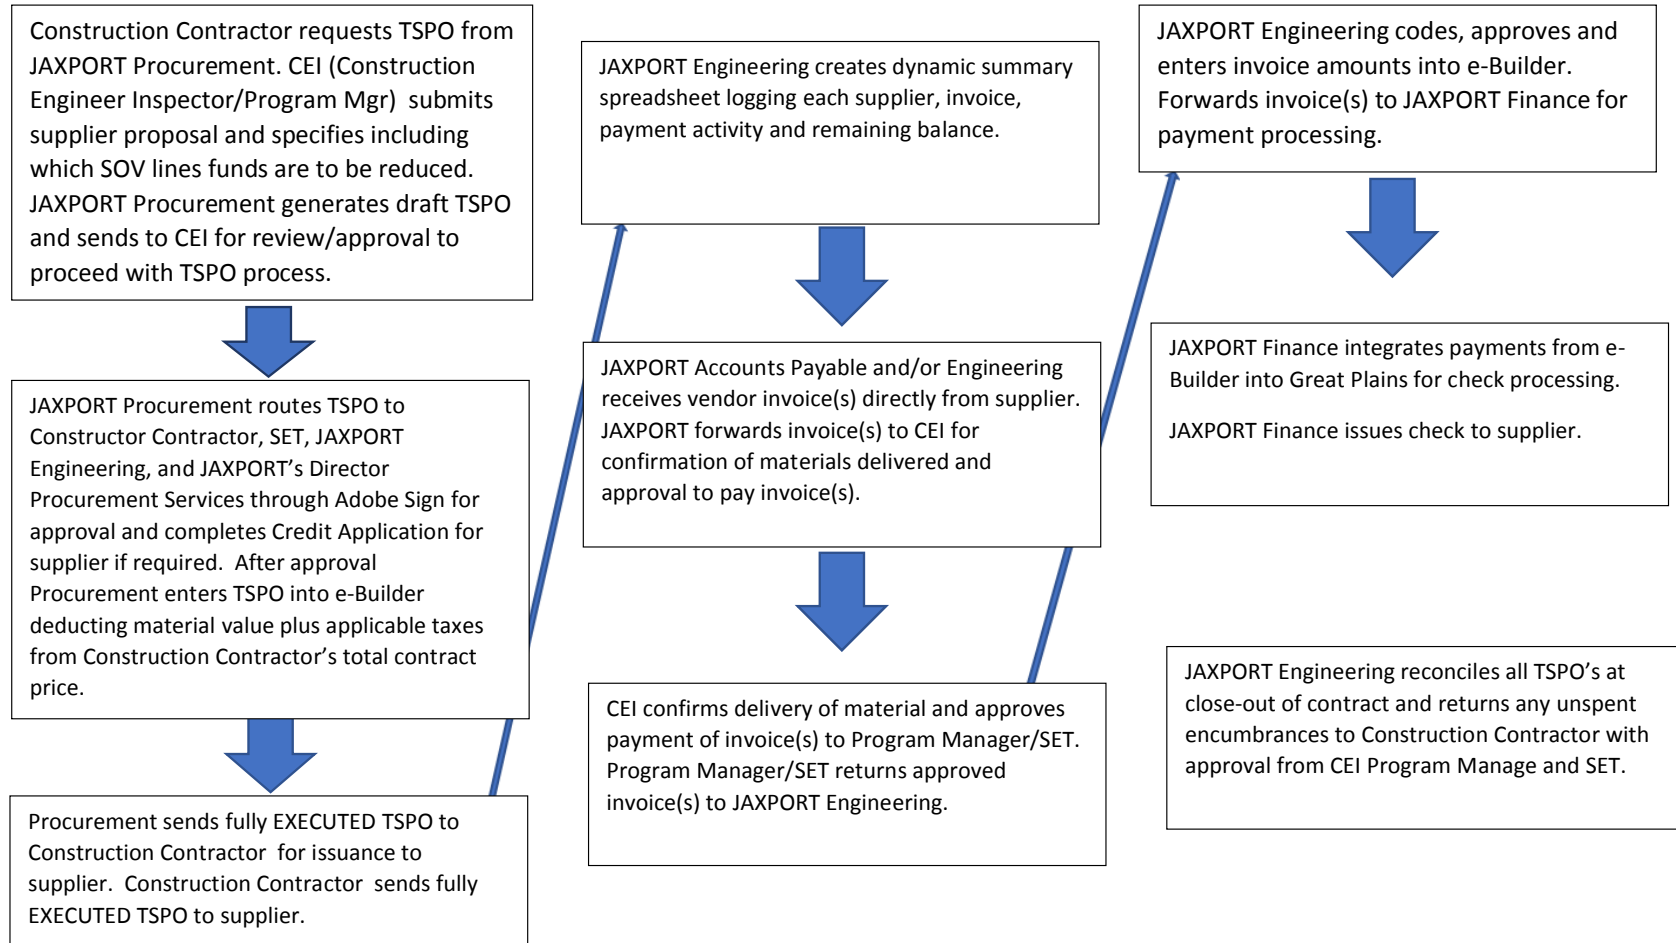 Construction Contractor requests TSPO from
JAXPORT Procurement. CEI (Construction
Engineer Inspector/Program Mgr)  submits
supplier proposal and specifies including
which SOV lines funds are to be reduced.
JAXPORT Procurement generates draft TSPO
and sends to CEI for review/approval to
proceed with TSPO process.
JAXPORT Procurement routes TSPO to
Constructor Contractor, SET, JAXPORT
Engineering, and JAXPORT's Director
Procurement Services through Adobe Sign for
approval and completes Credit Application for
supplier if required.  After approval
Procurement enters TSPO into e-Builder
deducting material value plus applicable taxes
from Construction Contractor's total contract
price.
Procurement sends fully EXECUTED TSPO to
Construction Contractor  for issuance to
supplier.  Construction Contractor  sends fully
EXECUTED TSPO to supplier.
JAXPORT Engineering creates dynamic summary
spreadsheet logging each supplier, invoice,
payment activity and remaining balance.
JAXPORT Accounts Payable and/or Engineering
receives vendor invoice(s) directly from supplier.
JAXPORT forwards invoice(s) to CEI for
confirmation of materials delivered and
approval to pay invoice(s).
CEI confirms delivery of material and approves
payment of invoice(s) to Program Manager/SET.
Program Manager/SET returns approved
invoice(s) to JAXPORT Engineering.
JAXPORT Engineering codes, approves and
enters invoice amounts into e-Builder.
Forwards invoice(s) to JAXPORT Finance for
payment processing.
JAXPORT Finance integrates payments from e-
Builder into Great Plains for check processing.
JAXPORT Finance issues check to supplier.
JAXPORT Engineering reconciles all TSPO's at
close-out of contract and returns any unspent
encumbrances to Construction Contractor with
approval from CEI Program Manage and SET.